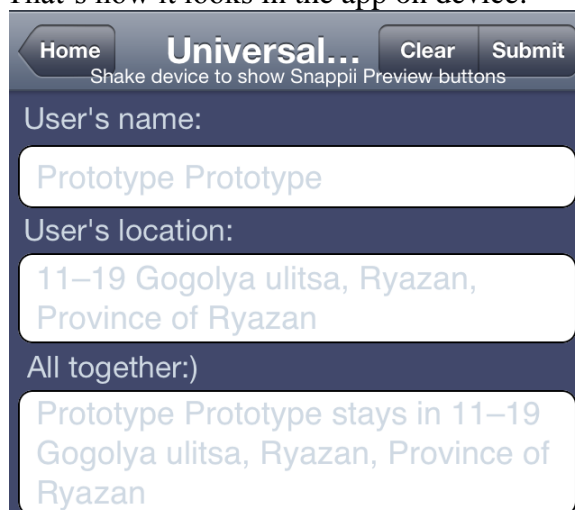 That's how it looks in the app on device:
Home Universal... Clear Submit
Shake device to show Snappii Preview buttons
User's name:
Prototype Prototype
User's location:
11–19 Gogolya ulitsa, Ryazan,
Province of Ryazan
All together:)
Prototype Prototype stays in 11–19
Gogolya ulitsa, Ryazan, Province of
Ryazan